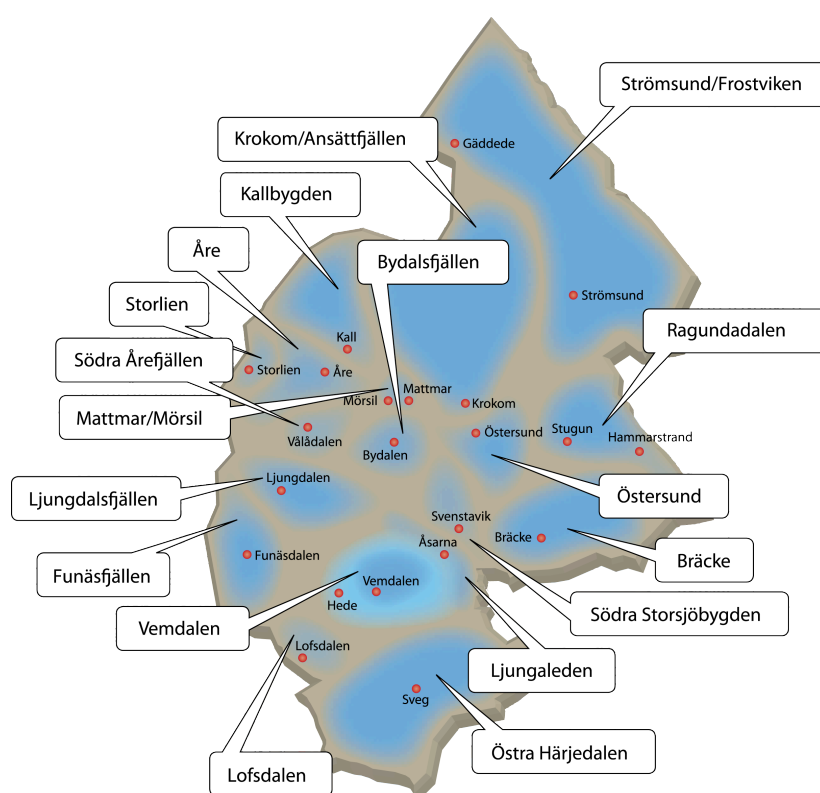 Strömsund/Frostviken
Krokom/Ansättfjällen
Gäddede
Kallbygden
Åre
Bydalsfjällen
Storlien
Strömsund
Ragundadalen
Södra Årefjällen
Kall
Storlien
Åre
Mattmar/Mörsil
Mörsil
Mattmar
Krokom
Vålådalen
Bydalen
Östersund
Stugun
Hammarstrand
Ljungdalsfjällen
Ljungdalen
Östersund
Svenstavik
Åsarna
Bräcke
Funäsfjällen
Funäsdalen
Bräcke
Vemdalen
Vemdalen
Hede
Södra Storsjöbygden
Lofsdalen
Ljungaleden
Sveg
Östra Härjedalen
Lofsdalen